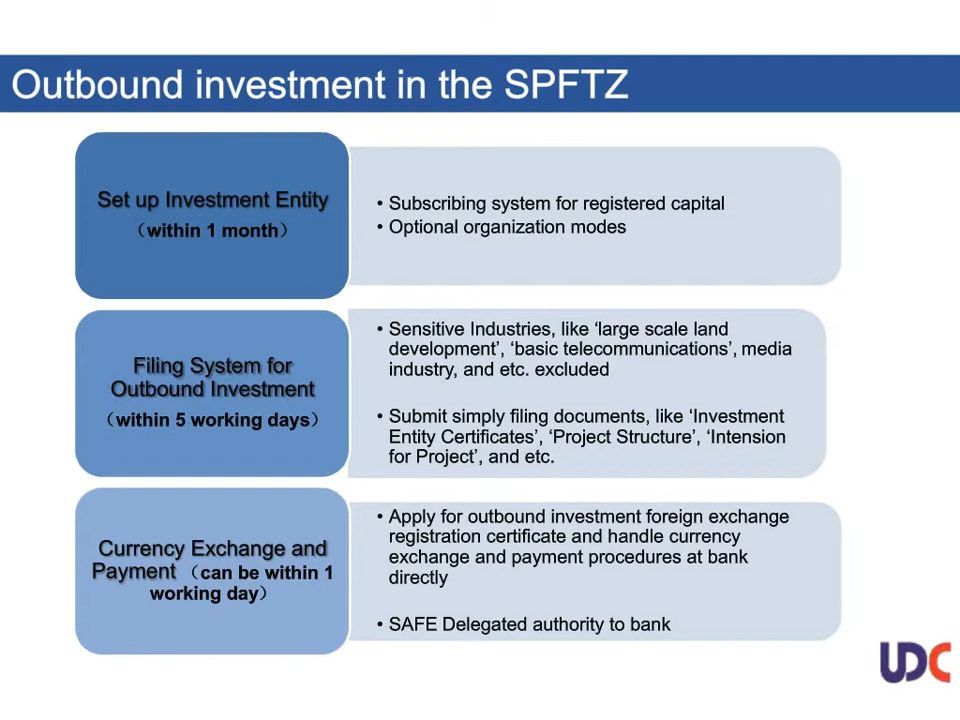 Outbound investment in the SPFTZ
Set up Investment Entity
（within 1 month）
• Subscribing system for registered capital
• Optional organization modes
Filing System for
Outbound Investment
（within 5 working days）
• Sensitive Industries, like ‘large scale land
development’, ‘basic telecommunications’, media
industry, and etc. excluded
• Submit simply filing documents, like ‘Investment
Entity Certificates’, ‘Project Structure’, ‘Intension
for Project’, and etc.
Currency Exchange and
Payment （can be within 1
working day）
• Apply for outbound investment foreign exchange
registration certificate and handle currency
exchange and payment procedures at bank
directly
• SAFE Delegated authority to bank
UDC